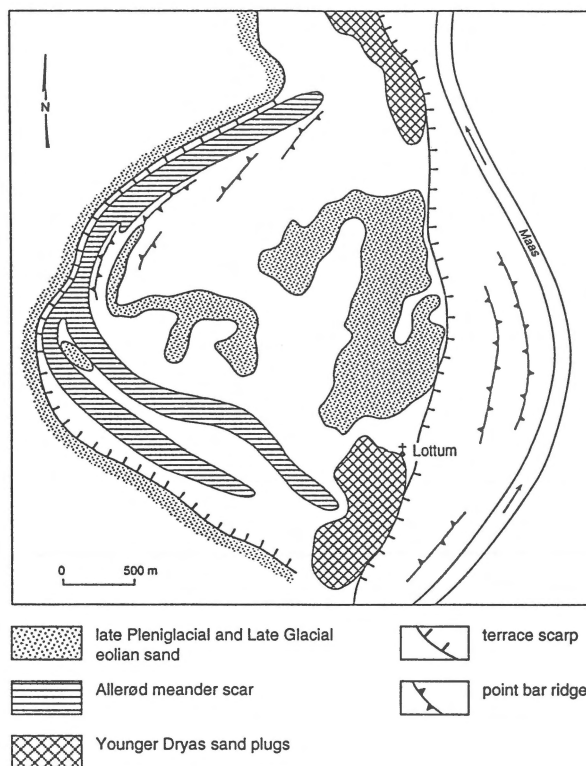 N
Maas
Lottum
0 500 m
late Pleniglacial and Late Glacial
eolian sand
Allerød meander scar
Younger Dryas sand plugs
terrace scarp
point bar ridge